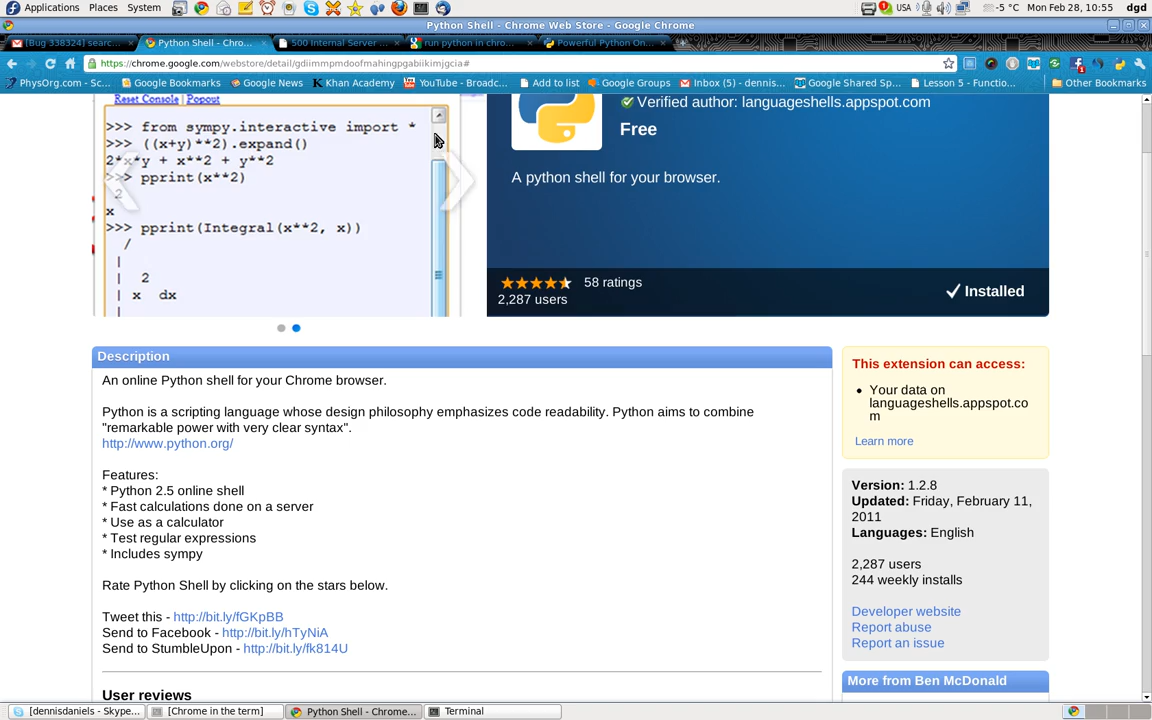 Applications Places System USA -5 °C Mon Feb 28, 10:55 dgd
Python Shell - Chrome Web Store - Google Chrome
[Bug 338324] searc... Python Shell - Chro... 500 Internal Server ... run python in chro... Powerful Python On...
https://chrome.google.com/webstore/detail/gdiimmpmdoofmahingpgabiikimjgcia#
PhysOrg.com - Sc... Google Bookmarks Khan Academy YouTube - Broadc... Add to list Google Groups Inbox (5) - dennis... Google Shared Sp... Lesson 5 - Functio... Other Bookmarks
Reset Console | Popout
>>> from sympy.interactive import *
>>> ((x+y)**2).expand()
2*x*y + x**2 + y**2
>>> pprint(x**2)
2
x
>>> pprint(Integral(x**2, x))
/
|
| 2
| x dx
|
Verified author: languageshells.appspot.com
Free
A python shell for your browser.
58 ratings
2,287 users
Installed
Description
An online Python shell for your Chrome browser.
Python is a scripting language whose design philosophy emphasizes code readability. Python aims to combine
"remarkable power with very clear syntax".
http://www.python.org/
Features:
* Python 2.5 online shell
* Fast calculations done on a server
* Use as a calculator
* Test regular expressions
* Includes sympy
Rate Python Shell by clicking on the stars below.
Tweet this - http://bit.ly/fGKpBB
Send to Facebook - http://bit.ly/hTyNiA
Send to StumbleUpon - http://bit.ly/fk814U
User reviews
This extension can access:
• Your data on
languageshells.appspot.co
m
Learn more
Version: 1.2.8
Updated: Friday, February 11,
2011
Languages: English
2,287 users
244 weekly installs
Developer website
Report abuse
Report an issue
More from Ben McDonald
[dennisdaniels - Skype... [Chrome in the term] Python Shell - Chrome... Terminal